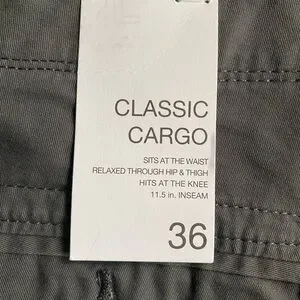 CLASSIC
CARGO
SITS AT THE WAIST
RELAXED THROUGH HIP & THIGH
HITS AT THE KNEE
11.5 in. INSEAM
36